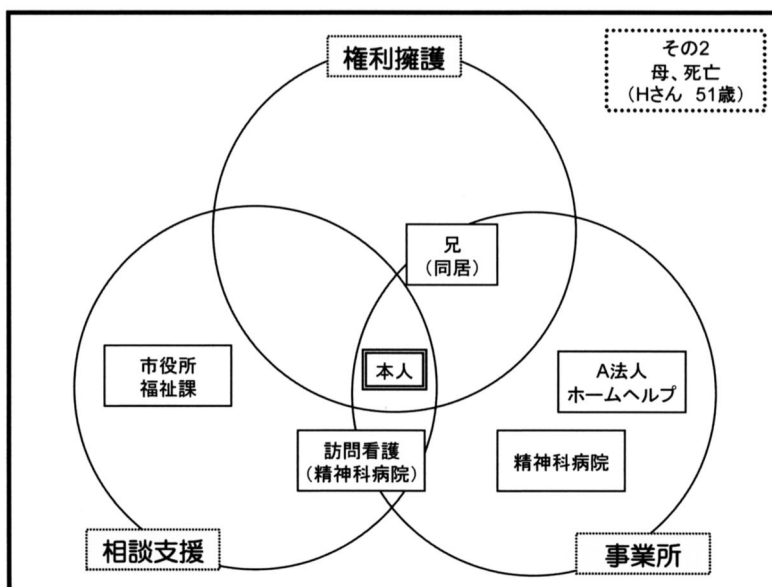 権利擁護
その2
母、死亡
(Hさん 51歳)
兄
(同居)
市役所
福祉課
本人
A法人
ホームヘルプ
訪問看護
(精神科病院)
精神科病院
相談支援
事業所